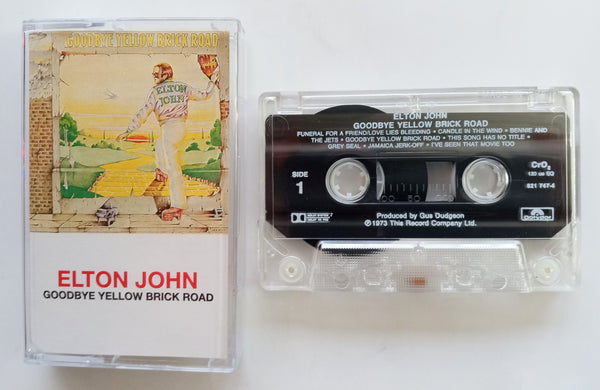 GOODBYE YELLOW BRICK ROAD
ELTON
JOHN
ELTON JOHN
GOODBYE YELLOW BRICK ROAD
ELTON JOHN
GOODBYE YELLOW BRICK ROAD
FUNERAL FOR A FRIEND/LOVE LIES BLEEDING • CANDLE IN THE WIND • BENNIE AND
THE JETS • GOODBYE YELLOW BRICK ROAD • THIS SONG HAS NO TITLE •
GREY SEAL • JAMAICA JERK-OFF • I'VE SEEN THAT MOVIE TOO
SIDE
1
CrO2
120 us EQ
821 747-4
Produced by Gus Dudgeon
℗1973 This Record Company Ltd.